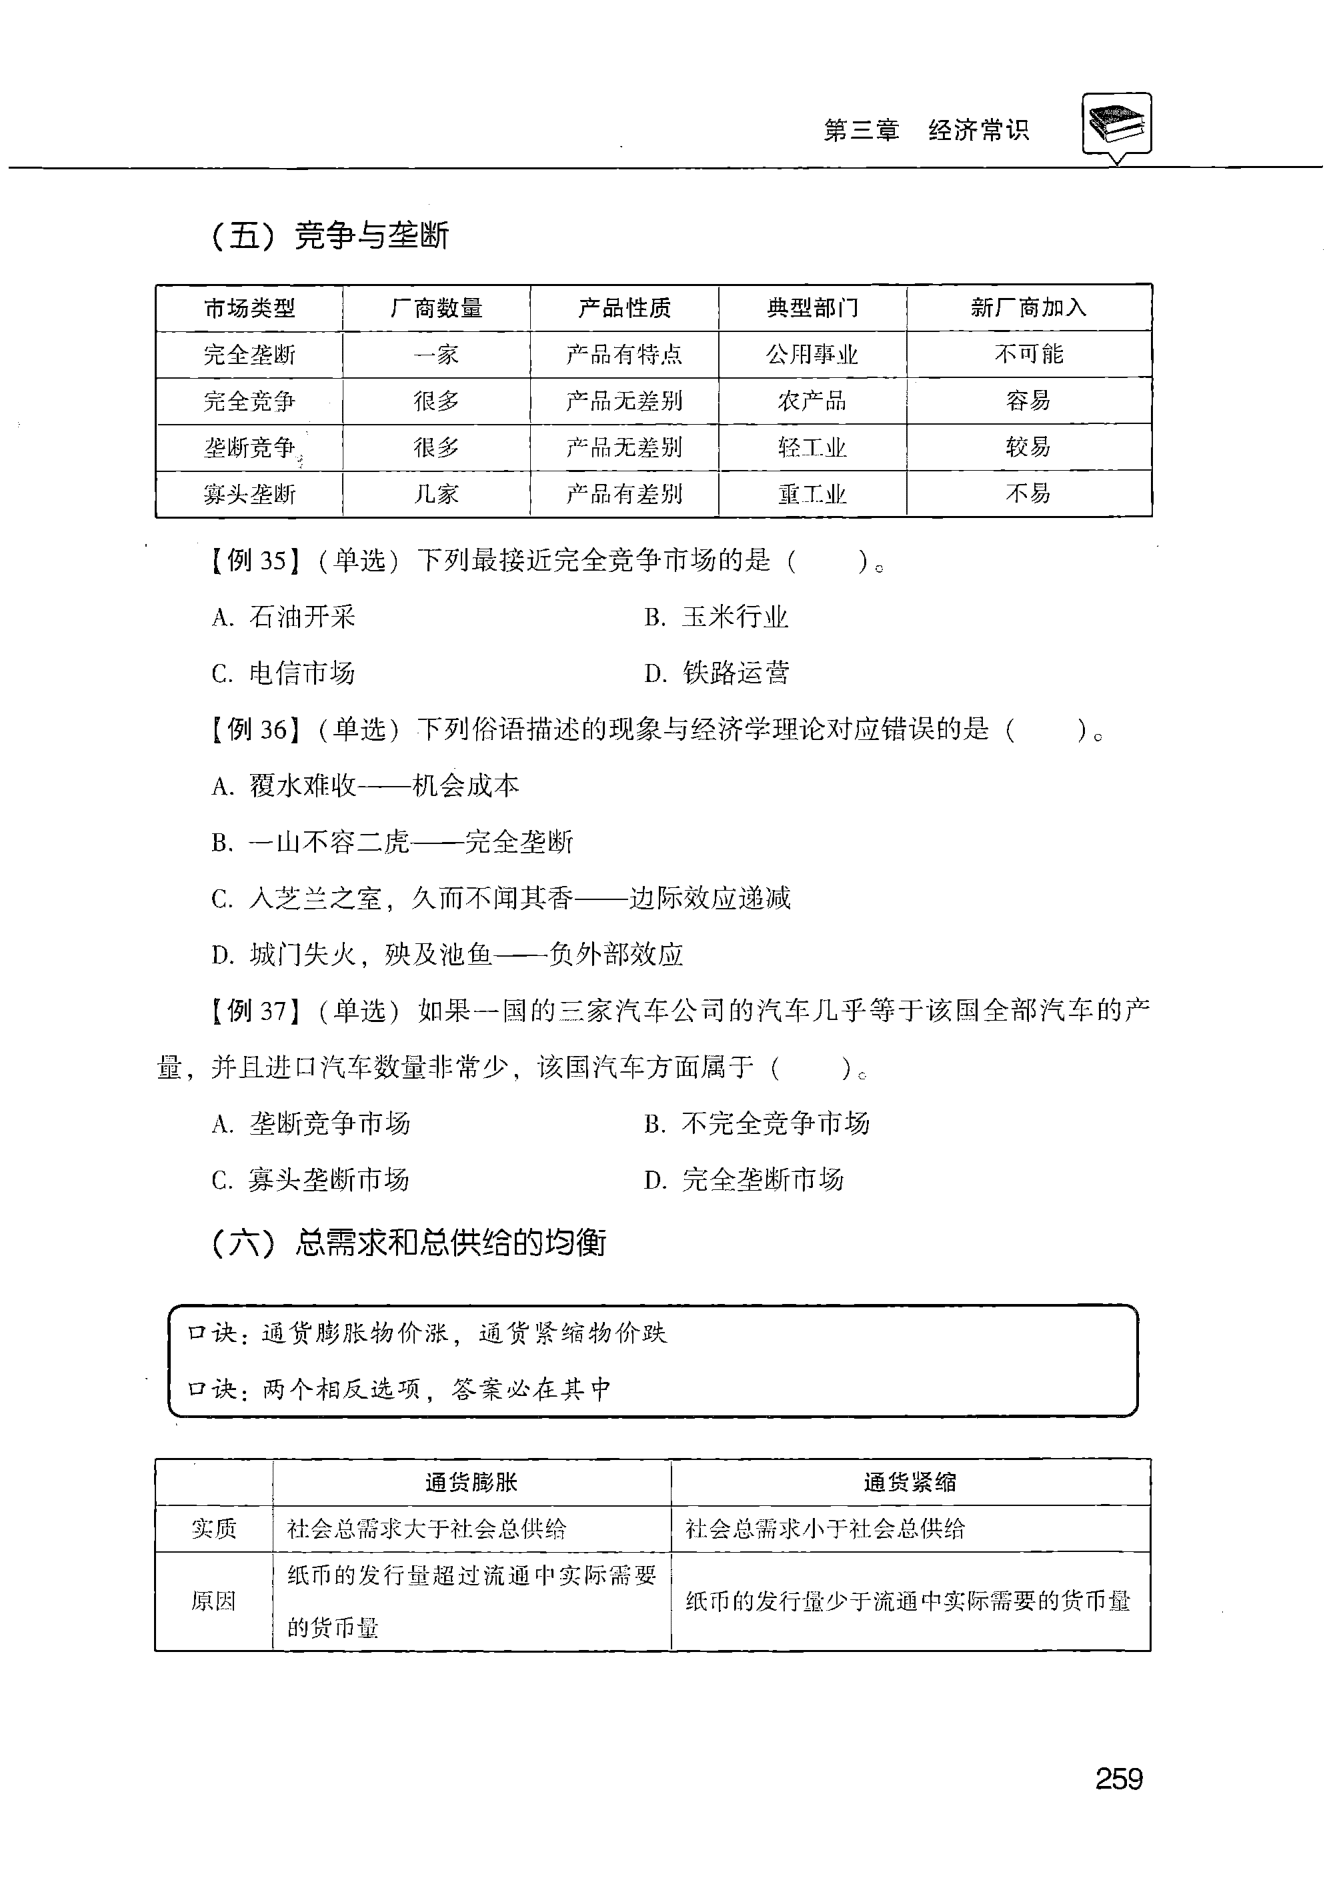 第三章 经济常识
（五）竞争与垄断
市场类型 厂商数量 产品性质 典型部门 新厂商加入
完全垄断 一家 产品有特点 公用事业 不可能
完全竞争 很多 产品无差别 农产品 容易
垄断竞争 很多 产品无差别 轻工业 较易
寡头垄断 几家 产品有差别 重工业 不易
【例 35】（单选）下列最接近完全竞争市场的是（ ）。
A. 石油开采 B. 玉米行业
C. 电信市场 D. 铁路运营
【例 36】（单选）下列俗语描述的现象与经济学理论对应错误的是（ ）。
A. 覆水难收——机会成本
B. 一山不容二虎——完全垄断
C. 入芝兰之室，久而不闻其香——边际效应递减
D. 城门失火，殃及池鱼——负外部效应
【例 37】（单选）如果一国的三家汽车公司的汽车几乎等于该国全部汽车的产
量，并且进口汽车数量非常少，该国汽车方面属于（ ）。
A. 垄断竞争市场 B. 不完全竞争市场
C. 寡头垄断市场 D. 完全垄断市场
（六）总需求和总供给的均衡
口诀：通货膨胀物价涨，通货紧缩物价跌
口诀：两个相反选项，答案必在其中
通货膨胀 通货紧缩
实质 社会总需求大于社会总供给 社会总需求小于社会总供给
原因 纸币的发行量超过流通中实际需要
的货币量 纸币的发行量少于流通中实际需要的货币量
259